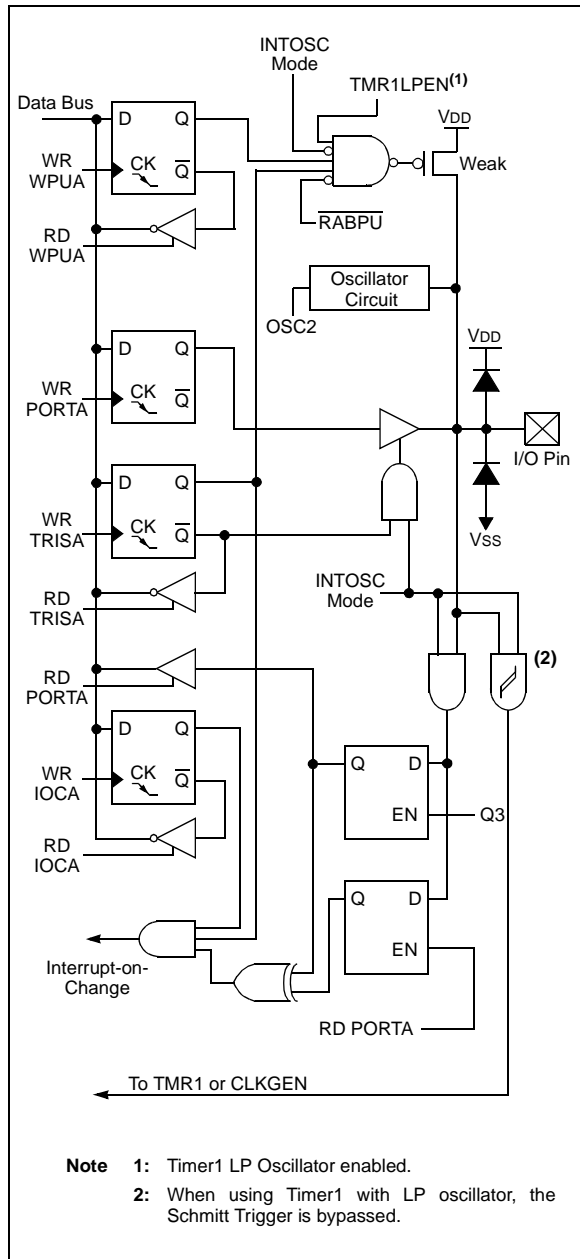 INTOSC
Mode
TMR1LPEN(1)
Data Bus
D Q
VDD
WR
WPUA
CK Q
Weak
RD
WPUA
RABPU
Oscillator
Circuit
OSC2
VDD
D Q
WR
PORTA
CK Q
I/O Pin
D Q
WR
TRISA
CK Q
VSS
INTOSC
Mode
RD
TRISA
(2)
RD
PORTA
D Q
WR
IOCA
CK Q
Q D
EN
Q3
RD
IOCA
Q D
EN
Interrupt-on-
Change
RD PORTA
To TMR1 or CLKGEN
Note 1: Timer1 LP Oscillator enabled.
2: When using Timer1 with LP oscillator, the
Schmitt Trigger is bypassed.